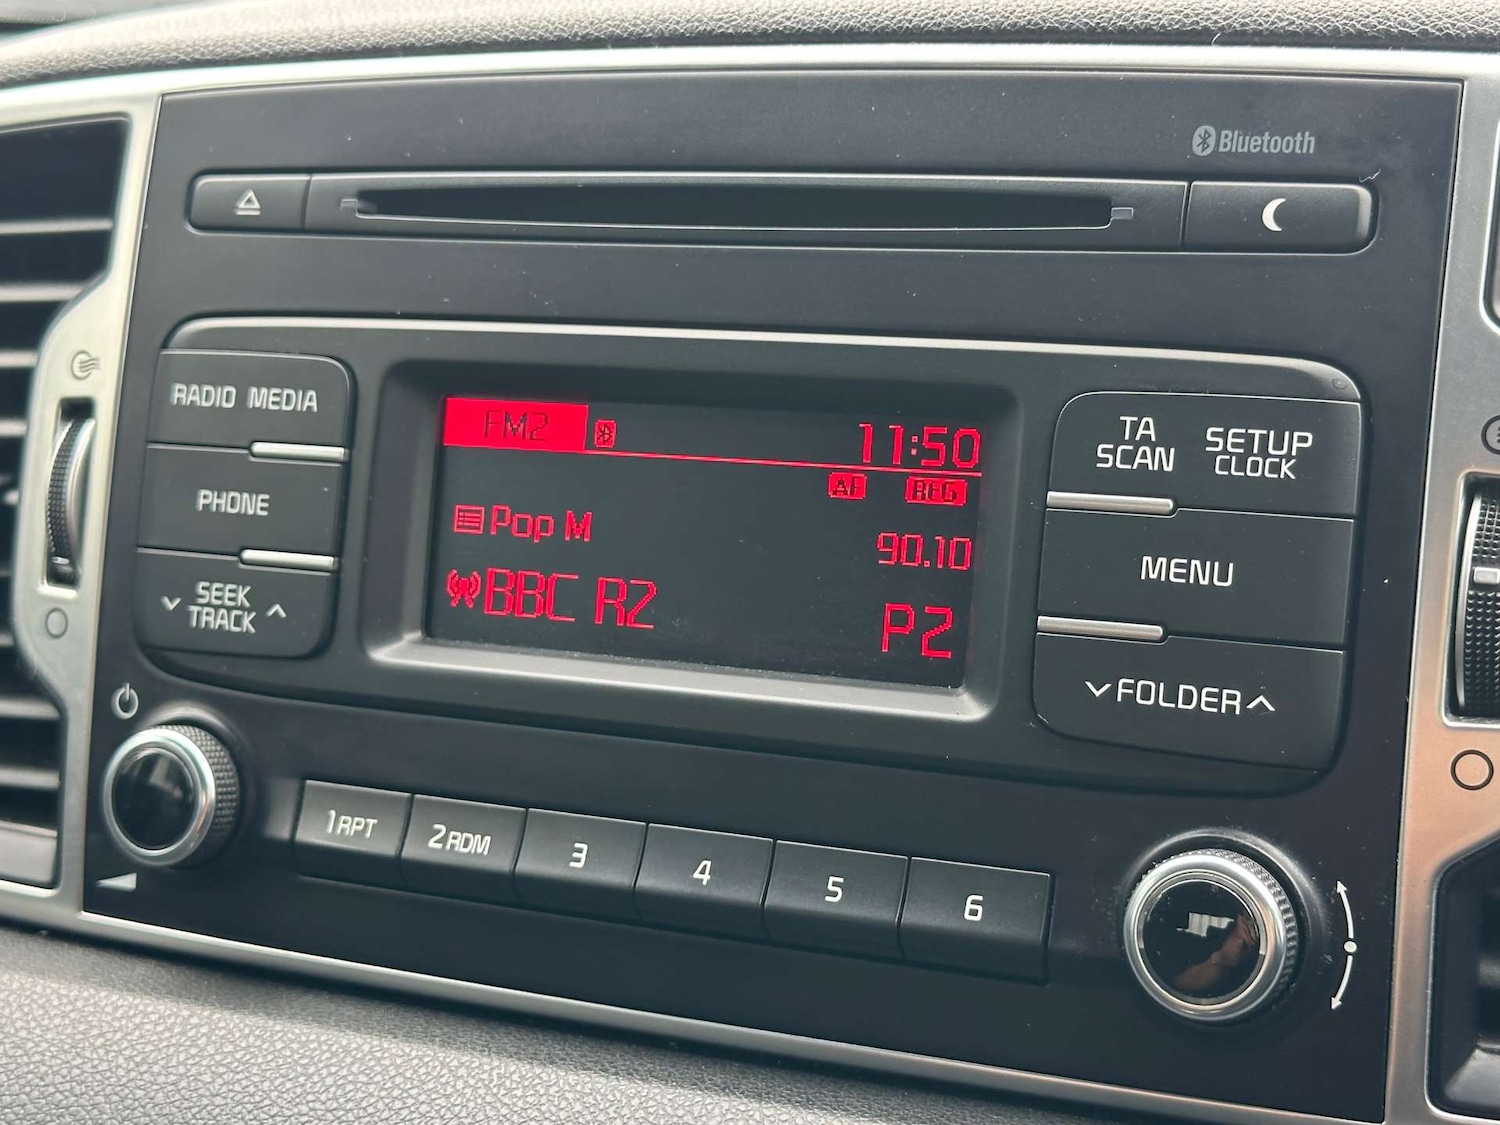 Bluetooth
RADIO MEDIA
PHONE
SEEK
TRACK
FM2 11:50
AF REG
Pop M 90.10
BBC R2 P2
TA
SCAN
SETUP
CLOCK
MENU
FOLDER
1 RPT
2 RDM
3
4
5
6